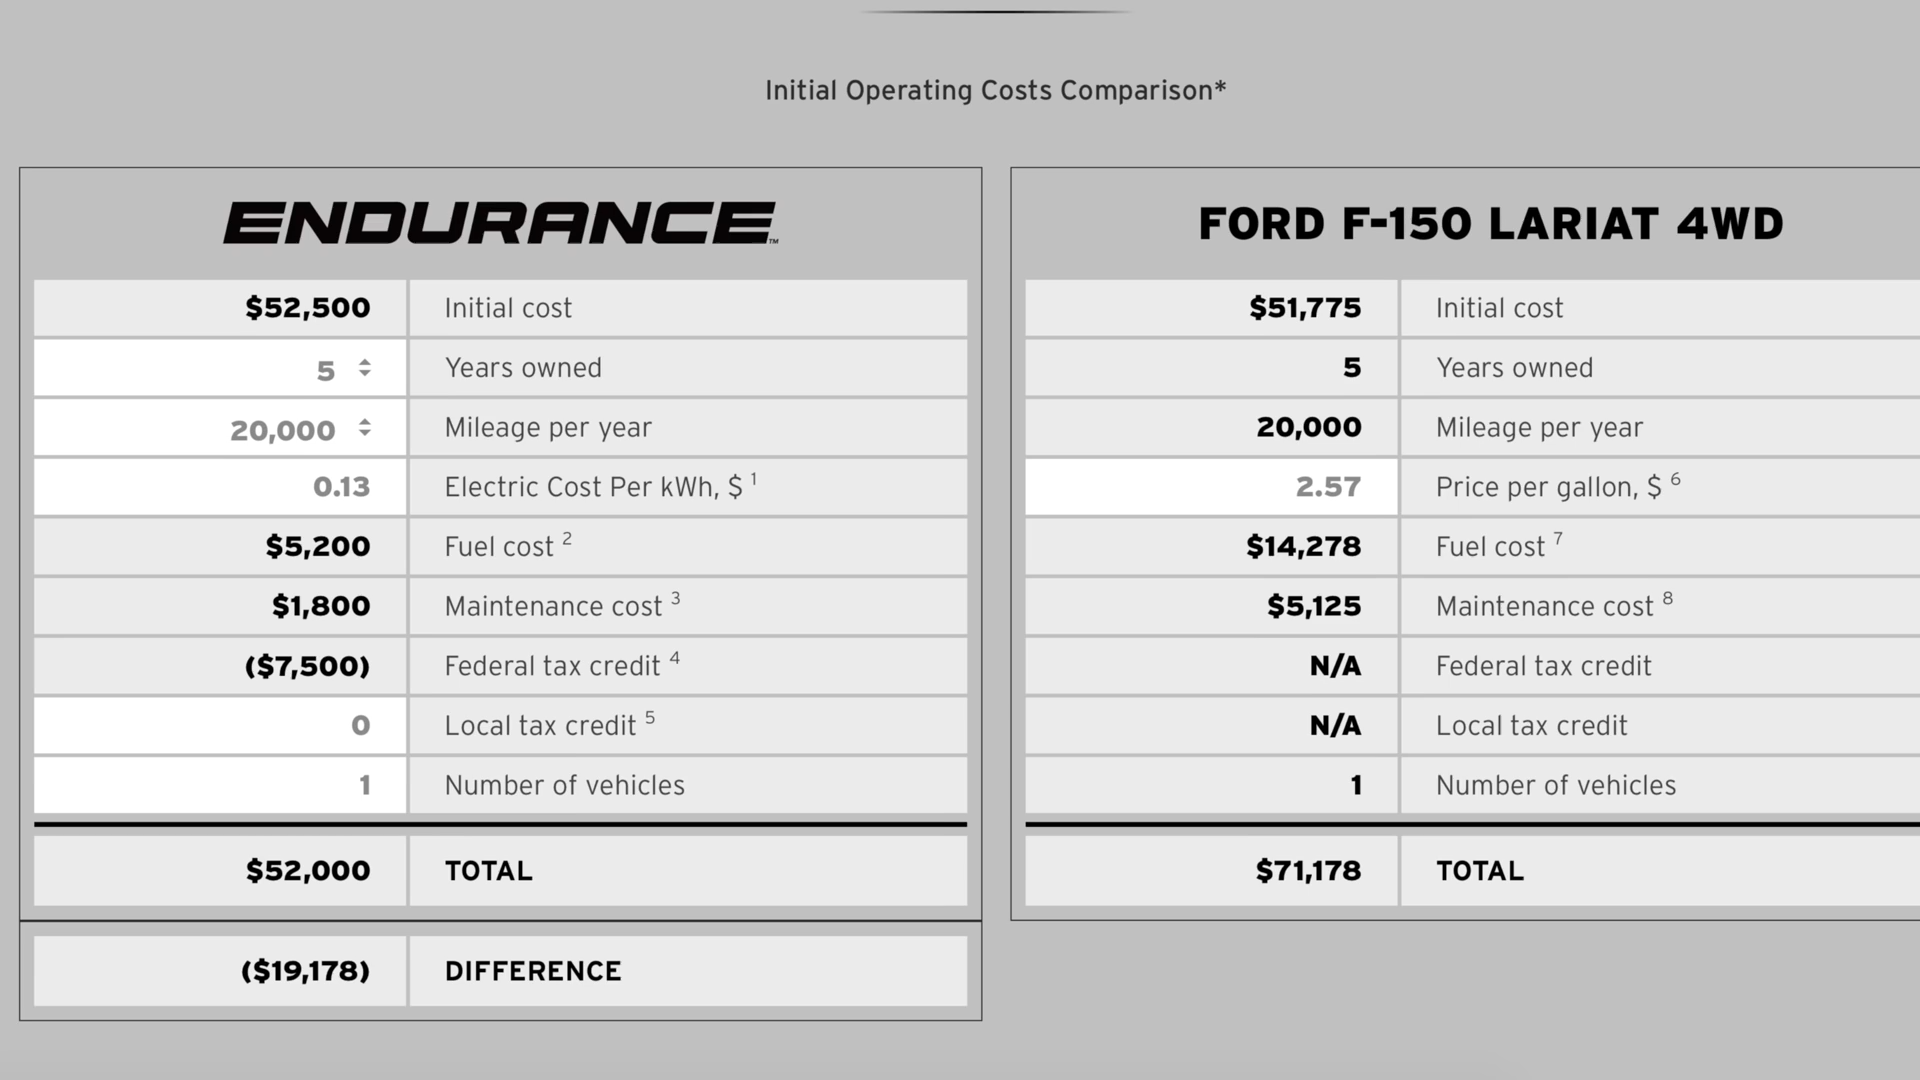 Initial Operating Costs Comparison*
ENDURANCE™
$52,500 Initial cost
5 Years owned
20,000 Mileage per year
0.13 Electric Cost Per kWh, $ 1
$5,200 Fuel cost 2
$1,800 Maintenance cost 3
($7,500) Federal tax credit 4
0 Local tax credit 5
1 Number of vehicles
$52,000 TOTAL
($19,178) DIFFERENCE
FORD F-150 LARIAT 4WD
$51,775 Initial cost
5 Years owned
20,000 Mileage per year
2.57 Price per gallon, $ 6
$14,278 Fuel cost 7
$5,125 Maintenance cost 8
N/A Federal tax credit
N/A Local tax credit
1 Number of vehicles
$71,178 TOTAL